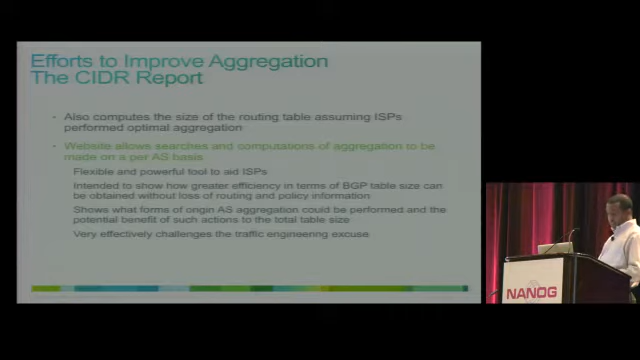 Efforts to Improve Aggregation
The CIDR Report
Also computes the size of the routing table assuming ISPs
performed optimal aggregation
Website allows searches and computations of aggregation to be
made on a per AS basis
Flexible and powerful tool to aid ISPs
Intended to show how greater efficiency in terms of BGP table size can
be obtained without loss of routing and policy information
Shows what forms of origin AS aggregation could be performed and the
potential benefit of such actions to the total table size
Very effectively challenges the traffic engineering excuse
NANOG